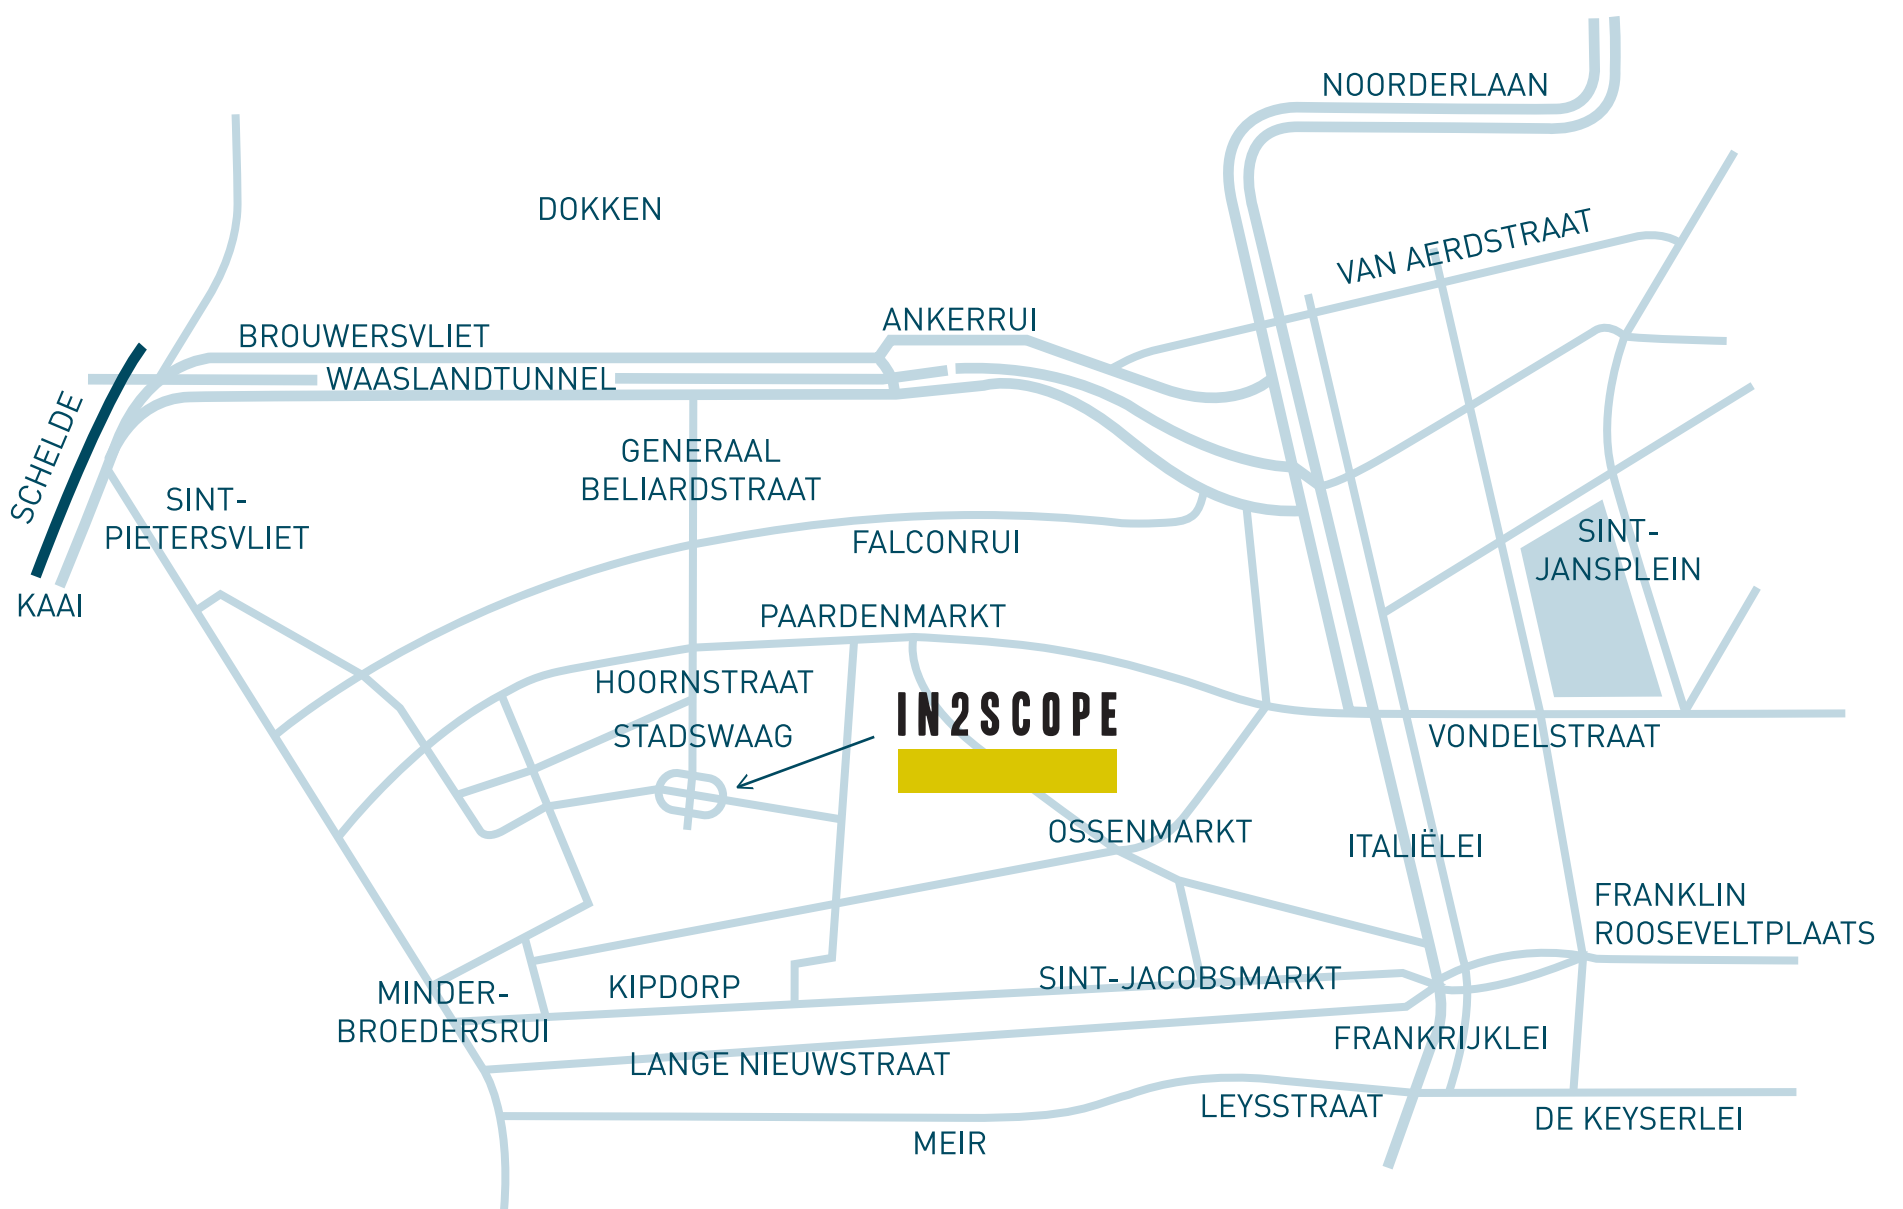 NOORDERLAAN
DOKKEN
VAN AERDSTRAAT
ANKERRUI
BROUWERSVLIET
WAASLANDTUNNEL
SCHELDE
GENERAAL
BELIARDSTRAAT
SINT-
PIETERSVLIET
FALCONRUI
SINT-
JANSPLEIN
KAAI
PAARDENMARKT
HOORNSTRAAT
IN2SCOPE
STADSWAAG
VONDELSTRAAT
OSSENMARKT
ITALIËLEI
FRANKLIN
ROOSEVELTPLAATS
KIPDORP
SINT-JACOBSMARKT
MINDER-
BROEDERSRUI
FRANKRIJKLEI
LANGE NIEUWSTRAAT
LEYSSTRAAT
DE KEYSERLEI
MEIR